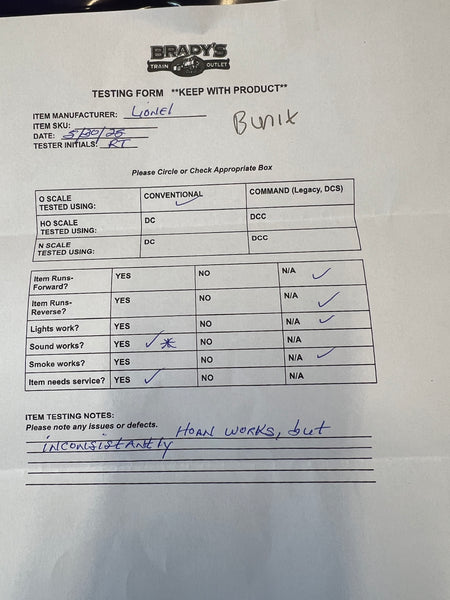 BRADY'S
TRAIN OUTLET
TESTING FORM **KEEP WITH PRODUCT**
ITEM MANUFACTURER: Lionel
ITEM SKU:
DATE: 5/30/25
TESTER INITIALS: RT
Bunix
Please Circle or Check Appropriate Box
O SCALE TESTED USING: CONVENTIONAL ✓ COMMAND (Legacy, DCS)
HO SCALE TESTED USING: DC DCC
N SCALE TESTED USING: DC DCC
Item Runs-Forward? YES NO N/A ✓
Item Runs-Reverse? YES NO N/A ✓
Lights work? YES NO N/A ✓
Sound works? YES ✓ * NO N/A
Smoke works? YES NO N/A ✓
Item needs service? YES ✓ NO N/A
ITEM TESTING NOTES:
Please note any issues or defects. Horn works, but
inconsistantly